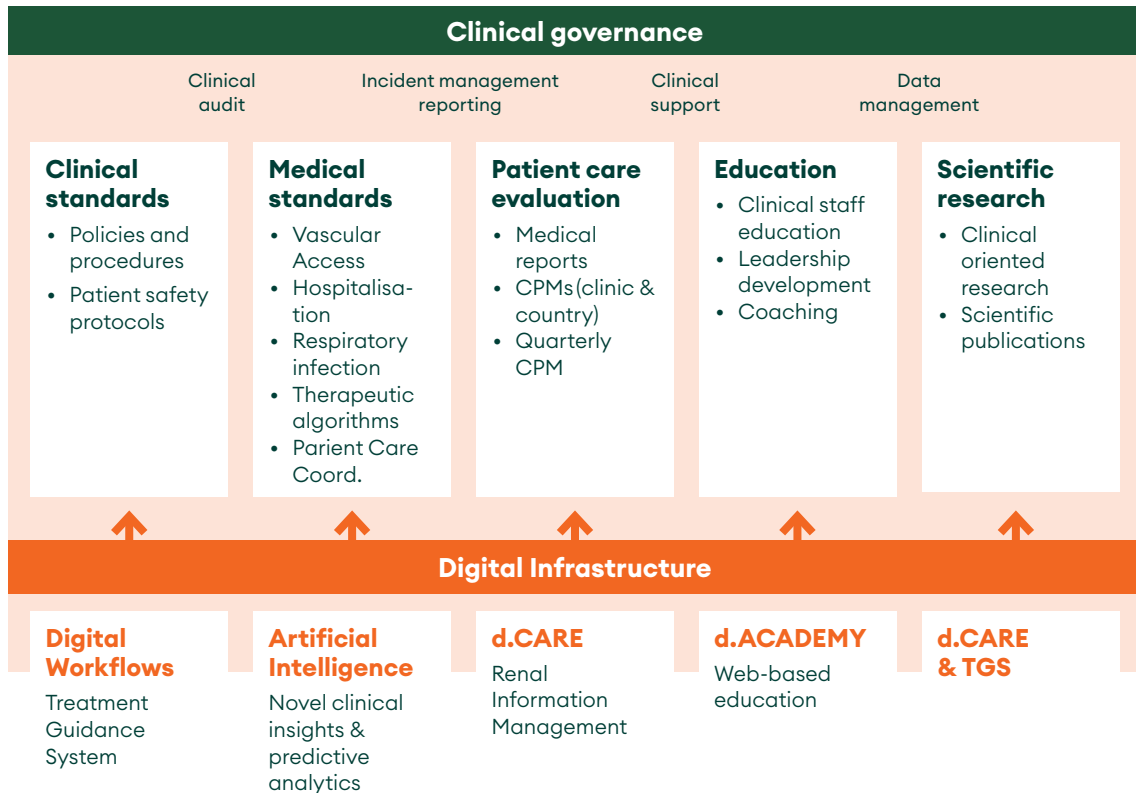 Clinical governance
Clinical
audit
Incident management
reporting
Clinical
support
Data
management
Clinical
standards
• Policies and
procedures
• Patient safety
protocols
Medical
standards
• Vascular
Access
• Hospitalisa-
tion
• Respiratory
infection
• Therapeutic
algorithms
• Parient Care
Coord.
Patient care
evaluation
• Medical
reports
• CPMs (clinic &
country)
• Quarterly
CPM
Education
• Clinical staff
education
• Leadership
development
• Coaching
Scientific
research
• Clinical
oriented
research
• Scientific
publications
Digital Infrastructure
Digital
Workflows
Treatment
Guidance
System
Artificial
Intelligence
Novel clinical
insights &
predictive
analytics
d.CARE
Renal
Information
Management
d.ACADEMY
Web-based
education
d.CARE
& TGS